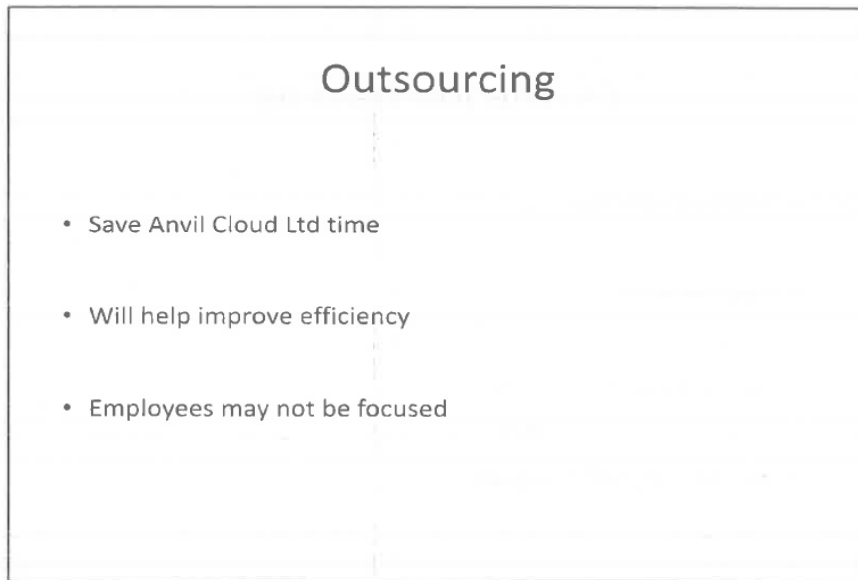 Outsourcing
• Save Anvil Cloud Ltd time
• Will help improve efficiency
• Employees may not be focused